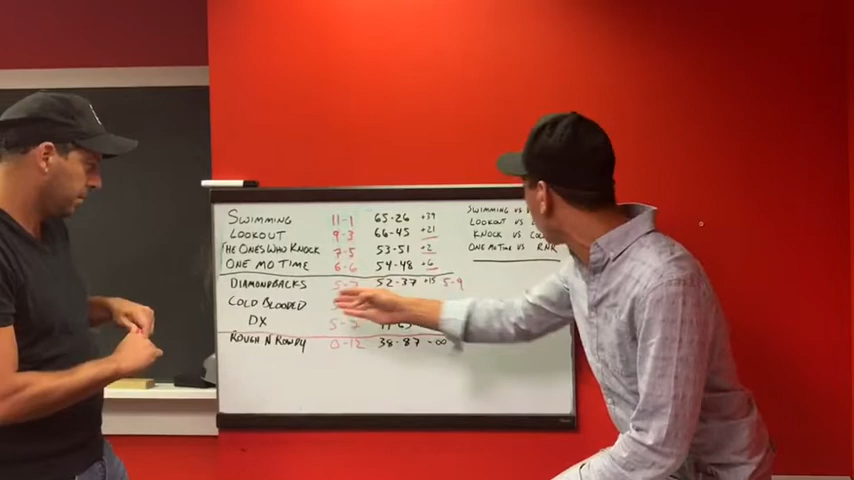 SWIMMING 11-1 65-26 +39
LOOKOUT 9-3 66-45 +21
THE ONES WHO KNOCK 7-5 53-51 +2
ONE MO TIME 6-6 54-48 +6
DIAMONDBACKS 52-37 +15 5-9
COLD BLOODED
DX 5-7
ROUGH N ROWDY 0-12 38-87
SWIMMING VS
LOOKOUT VS
KNOCK VS
ONE MO TIME VS RNR